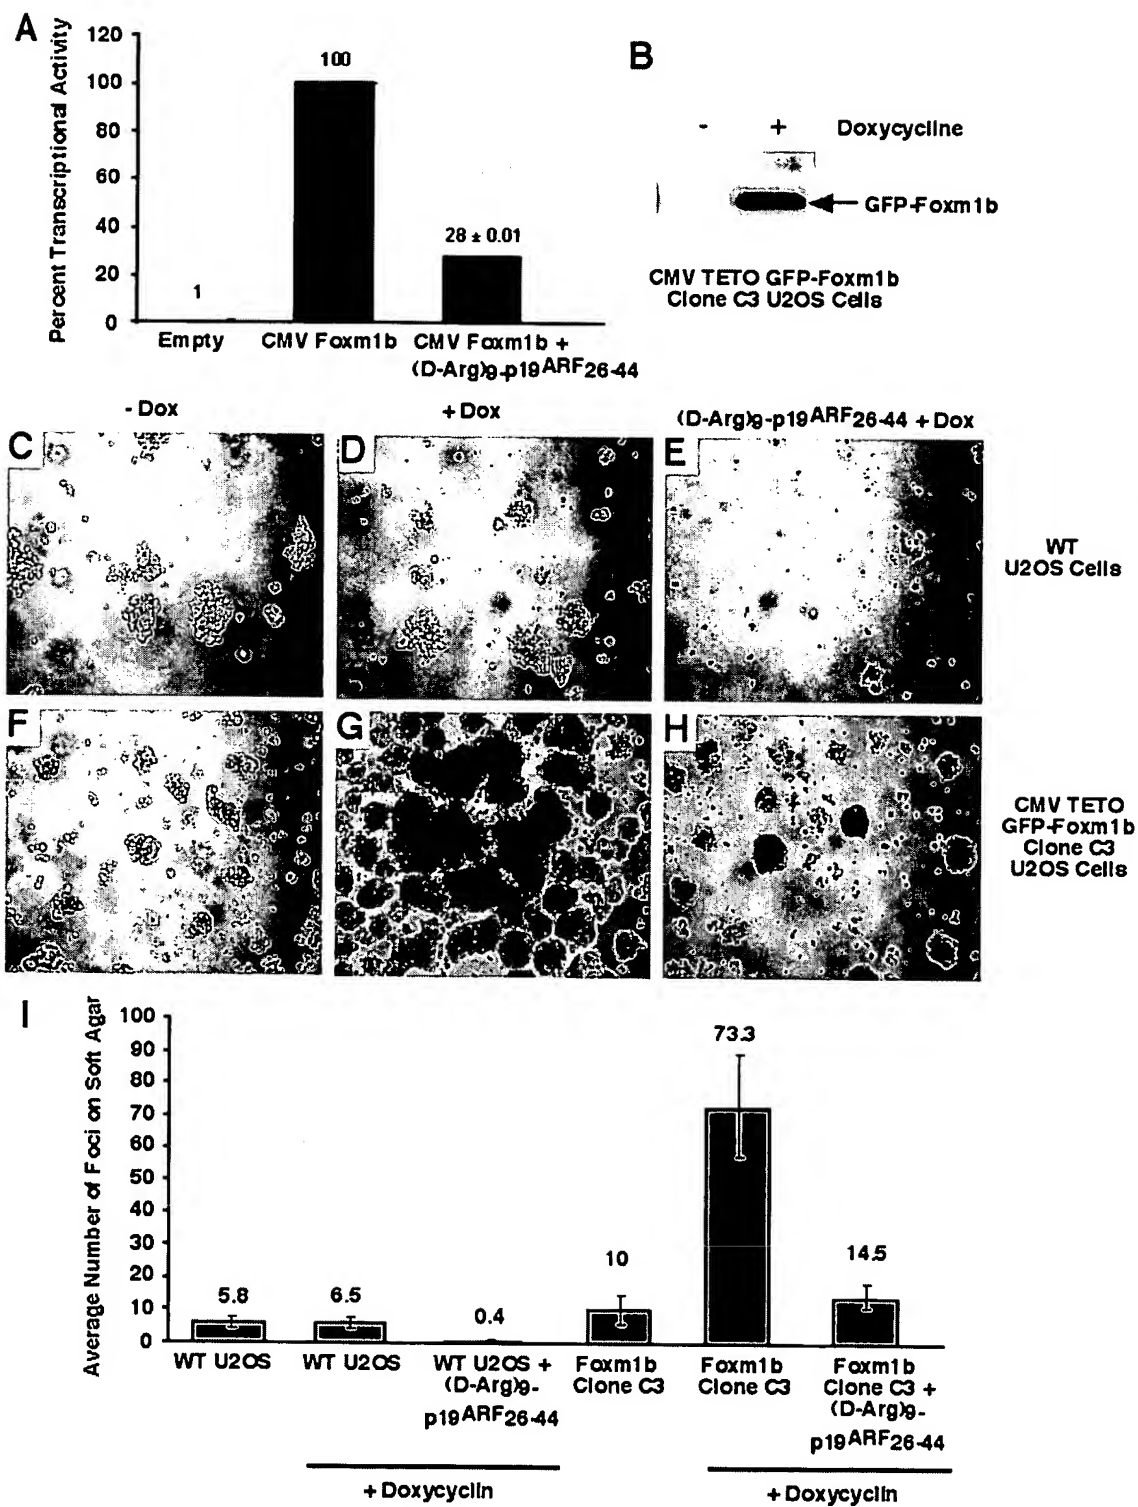 A
Percent Transcriptional Activity
120
100
80
60
40
20
0
1
100
28 ± 0.01
Empty
CMV Foxm1b
CMV Foxm1b +
(D-Arg)9-p19ARF26-44
B
- + Doxycycline
GFP-Foxm1b
CMV TETO GFP-Foxm1b
Clone C3 U2OS Cells
- Dox
+ Dox
(D-Arg)9-p19ARF26-44 + Dox
C
D
E
WT
U2OS Cells
F
G
H
CMV TETO
GFP-Foxm1b
Clone C3
U2OS Cells
I
Average Number of Foci on Soft Agar
100
90
80
70
60
50
40
30
20
10
0
5.8
6.5
0.4
10
73.3
14.5
WT U2OS
WT U2OS
WT U2OS +
(D-Arg)9-
p19ARF26-44
Foxm1b
Clone C3
Foxm1b
Clone C3
Foxm1b
Clone C3 +
(D-Arg)9-
p19ARF26-44
+ Doxycyclin
+ Doxycyclin